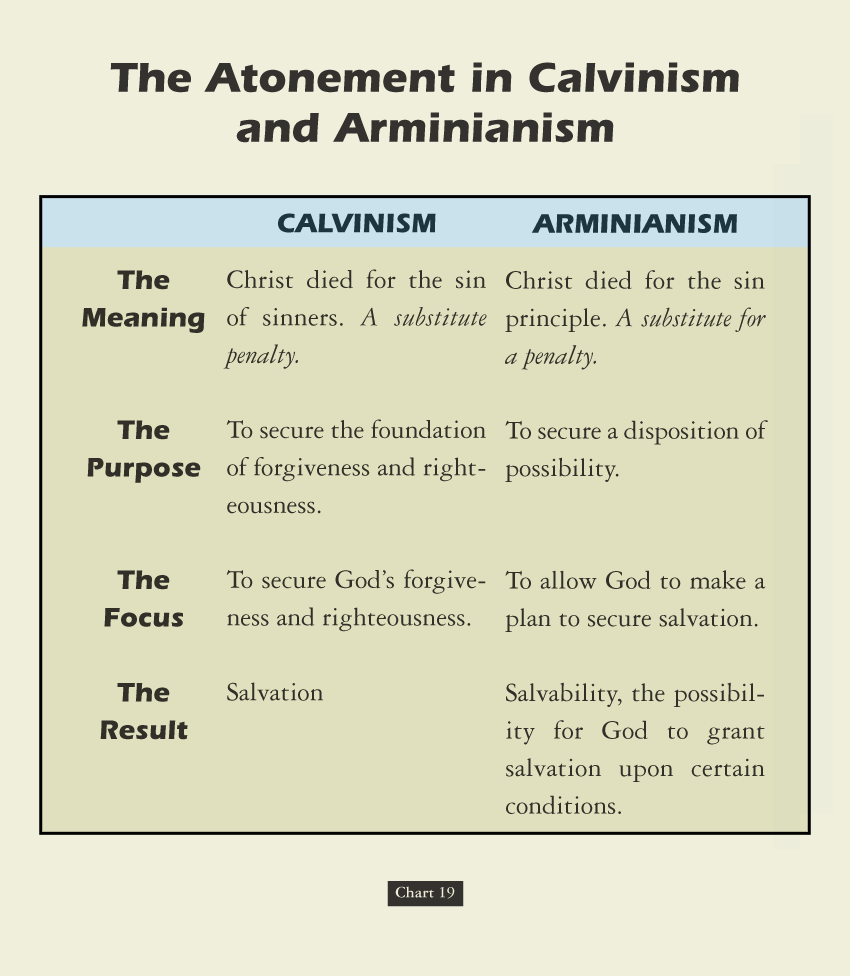 The Atonement in Calvinism
and Arminianism
CALVINISM ARMINIANISM
The
Meaning
Christ died for the sin
of sinners. A substitute
penalty.
Christ died for the sin
principle. A substitute for
a penalty.
The
Purpose
To secure the foundation
of forgiveness and right-
eousness.
To secure a disposition of
possibility.
The
Focus
To secure God’s forgive-
ness and righteousness.
To allow God to make a
plan to secure salvation.
The
Result
Salvation
Salvability, the possibil-
ity for God to grant
salvation upon certain
conditions.
Chart 19